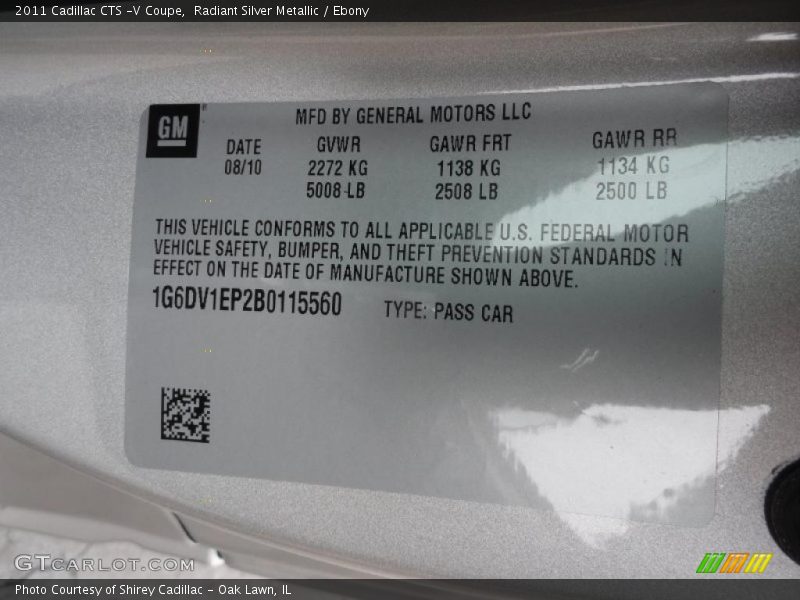 2011 Cadillac CTS -V Coupe, Radiant Silver Metallic / Ebony
GM
MFD BY GENERAL MOTORS LLC
DATE GVWR GAWR FRT GAWR RR
08/10 2272 KG 1138 KG 1134 KG
5008 LB 2508 LB 2500 LB
THIS VEHICLE CONFORMS TO ALL APPLICABLE U.S. FEDERAL MOTOR
VEHICLE SAFETY, BUMPER, AND THEFT PREVENTION STANDARDS IN
EFFECT ON THE DATE OF MANUFACTURE SHOWN ABOVE.
1G6DV1EP2B0115560 TYPE: PASS CAR
GTCARLOT.COM
Photo Courtesy of Shirey Cadillac - Oak Lawn, IL